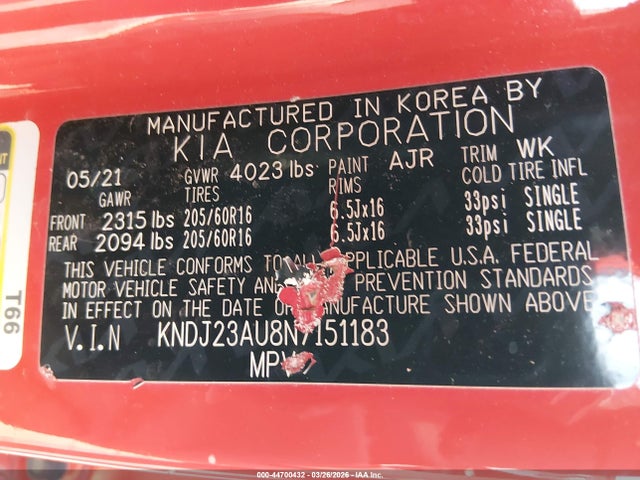 MANUFACTURED IN KOREA BY
KIA CORPORATION
05/21 GVWR 4023 lbs PAINT AJR TRIM WK
GAWR TIRES RIMS COLD TIRE INFL
FRONT 2315 lbs 205/60R16 6.5Jx16 33psi SINGLE
REAR 2094 lbs 205/60R16 6.5Jx16 33psi SINGLE
THIS VEHICLE CONFORMS TO APPLICABLE U.S.A. FEDERAL
MOTOR VEHICLE SAFETY AND PREVENTION STANDARDS
IN EFFECT ON THE DATE MANUFACTURE SHOWN ABOVE
V.I.N KNDJ23AU8N7151183
MPV
T66
000-44700432 - 03/26/2026 - IAA Inc.